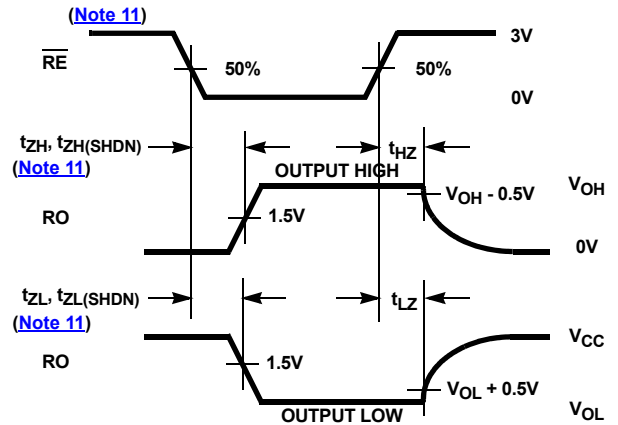 (Note 11)
RE
3V
50%
50%
0V
tZH, tZH(SHDN)
(Note 11)
tHZ
OUTPUT HIGH
VOH - 0.5V
VOH
RO
1.5V
0V
tZL, tZL(SHDN)
(Note 11)
tLZ
VCC
RO
1.5V
VOL + 0.5V
VOL
OUTPUT LOW